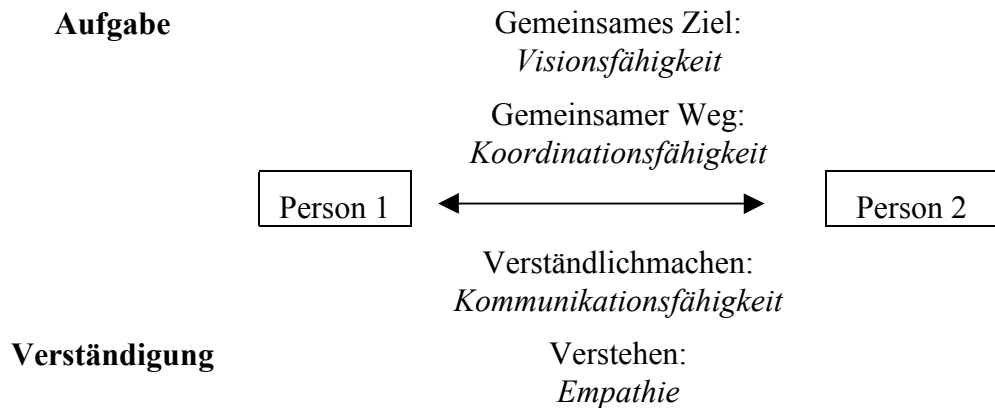 Aufgabe
Gemeinsames Ziel:
Visionsfähigkeit
Gemeinsamer Weg:
Koordinationsfähigkeit
Person 1
Person 2
Verständlichmachen:
Kommunikationsfähigkeit
Verständigung
Verstehen:
Empathie